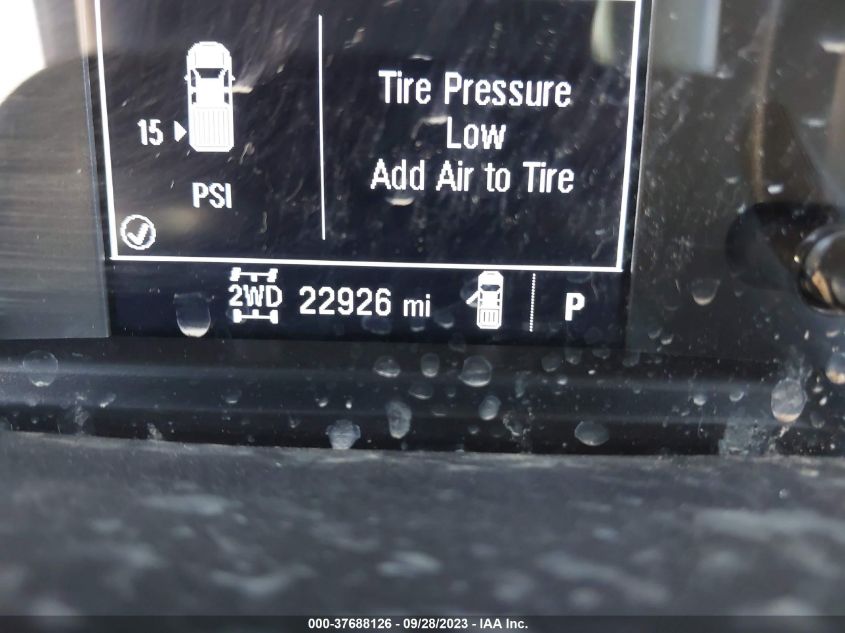 Tire Pressure
Low
Add Air to Tire
15
PSI
2WD 22926 mi P
000-37688126 - 09/28/2023 - IAA Inc.